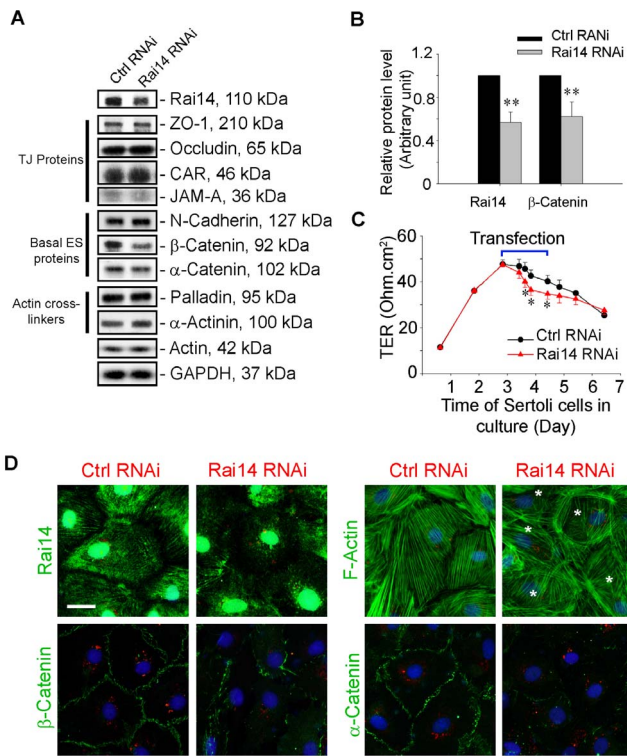 A
Ctrl RNAi
Rai14 RNAi
Rai14, 110 kDa
ZO-1, 210 kDa
Occludin, 65 kDa
CAR, 46 kDa
JAM-A, 36 kDa
TJ Proteins
N-Cadherin, 127 kDa
β-Catenin, 92 kDa
α-Catenin, 102 kDa
Basal ES
proteins
Palladin, 95 kDa
α-Actinin, 100 kDa
Actin cross-
linkers
Actin, 42 kDa
GAPDH, 37 kDa
B
Ctrl RANi
Rai14 RNAi
Relative protein level
(Arbitrary unit)
1.2
0.6
0
**
**
Rai14
β-Catenin
C
Transfection
TER (Ohm.cm²)
60
40
20
0
*
*
*
Ctrl RNAi
Rai14 RNAi
1 2 3 4 5 6 7
Time of Sertoli cells in
culture (Day)
D
Ctrl RNAi
Rai14 RNAi
Ctrl RNAi
Rai14 RNAi
Rai14
F-Actin
*
*
*
*
*
β-Catenin
α-Catenin